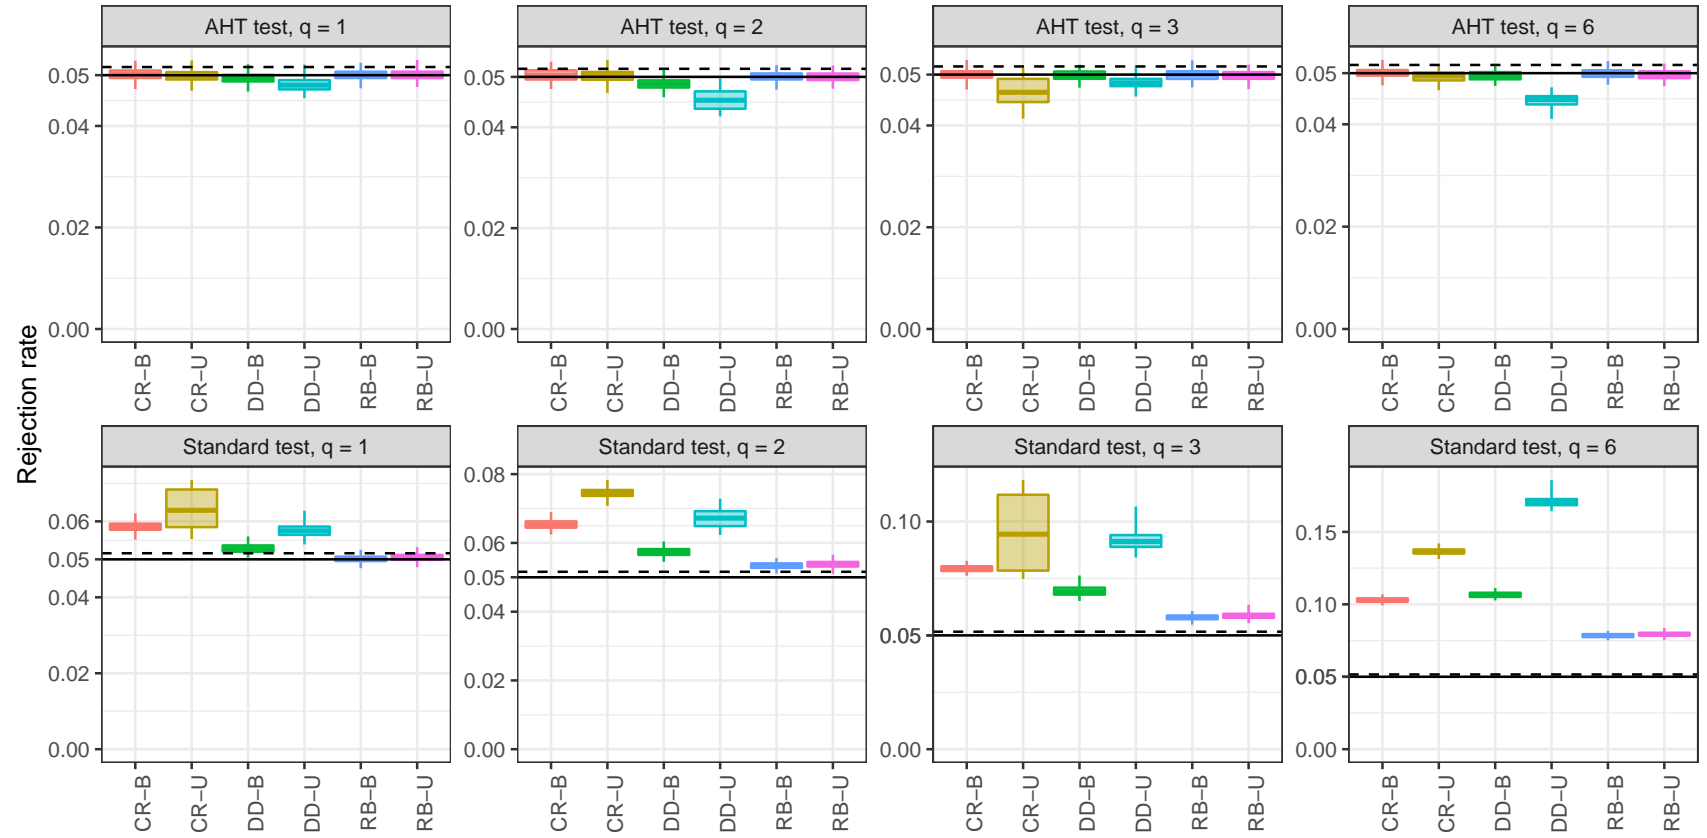 Rejection rate
AHT test, q = 1
0.05
0.04
0.02
0.00
CR−B
CR−U
DD−B
DD−U
RB−B
RB−U
AHT test, q = 2
0.05
0.04
0.02
0.00
CR−B
CR−U
DD−B
DD−U
RB−B
RB−U
AHT test, q = 3
0.05
0.04
0.02
0.00
CR−B
CR−U
DD−B
DD−U
RB−B
RB−U
AHT test, q = 6
0.05
0.04
0.02
0.00
CR−B
CR−U
DD−B
DD−U
RB−B
RB−U
Standard test, q = 1
0.06
0.05
0.04
0.02
0.00
CR−B
CR−U
DD−B
DD−U
RB−B
RB−U
Standard test, q = 2
0.08
0.06
0.05
0.04
0.02
0.00
CR−B
CR−U
DD−B
DD−U
RB−B
RB−U
Standard test, q = 3
0.10
0.05
0.00
CR−B
CR−U
DD−B
DD−U
RB−B
RB−U
Standard test, q = 6
0.15
0.10
0.05
0.00
CR−B
CR−U
DD−B
DD−U
RB−B
RB−U